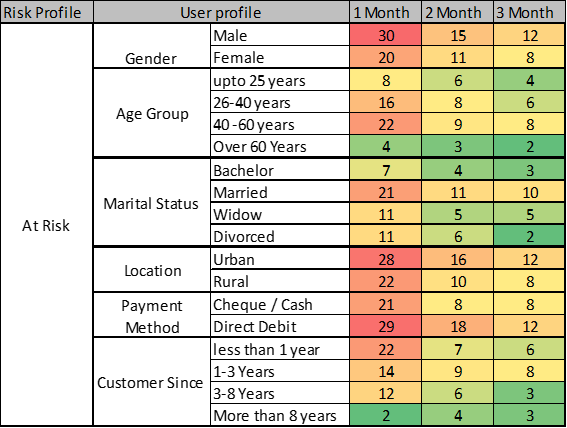 Risk Profile User profile 1 Month 2 Month 3 Month
Male 30 15 12
Gender Female 20 11 8
upto 25 years 8 6 4
26-40 years 16 8 6
Age Group 40 -60 years 22 9 8
Over 60 Years 4 3 2
Bachelor 7 4 3
Married 21 11 10
Marital Status Widow 11 5 5
At Risk Divorced 11 6 2
Urban 28 16 12
Location Rural 22 10 8
Payment Cheque / Cash 21 8 8
Method Direct Debit 29 18 12
less than 1 year 22 7 6
1-3 Years 14 9 8
Customer Since 3-8 Years 12 6 3
More than 8 years 2 4 3